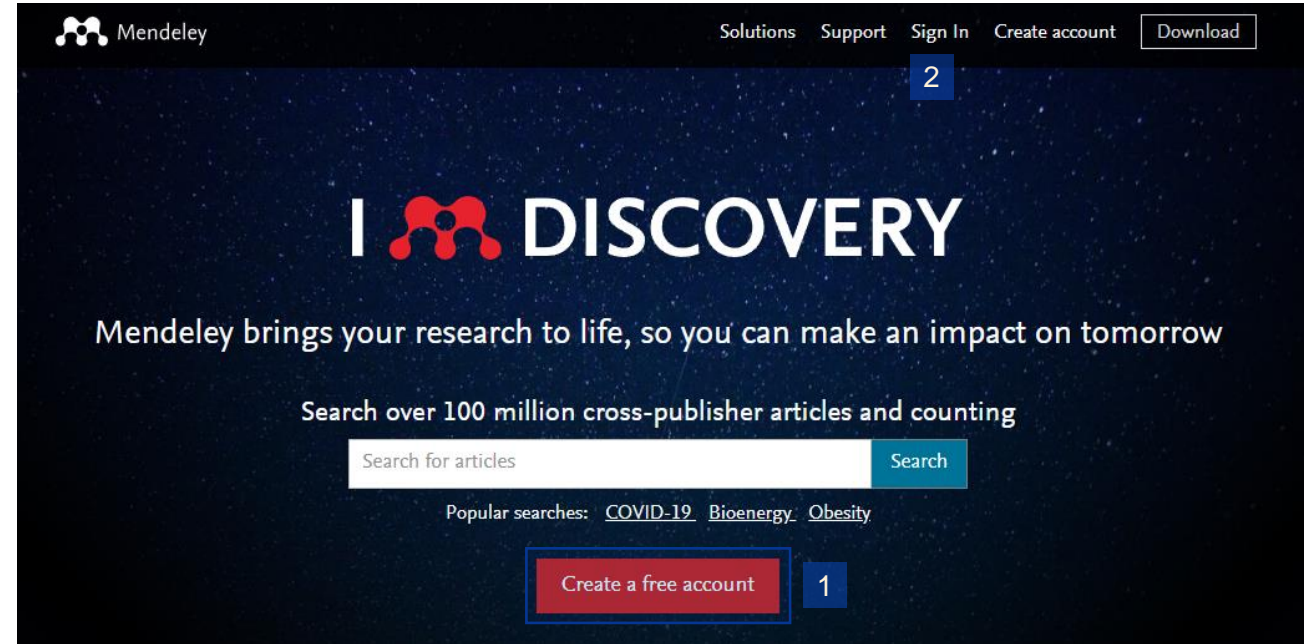 Mendeley
Solutions Support Sign In Create account Download
2
I DISCOVERY
Mendeley brings your research to life, so you can make an impact on tomorrow
Search over 100 million cross-publisher articles and counting
Search for articles Search
Popular searches: COVID-19 Bioenergy Obesity
Create a free account 1